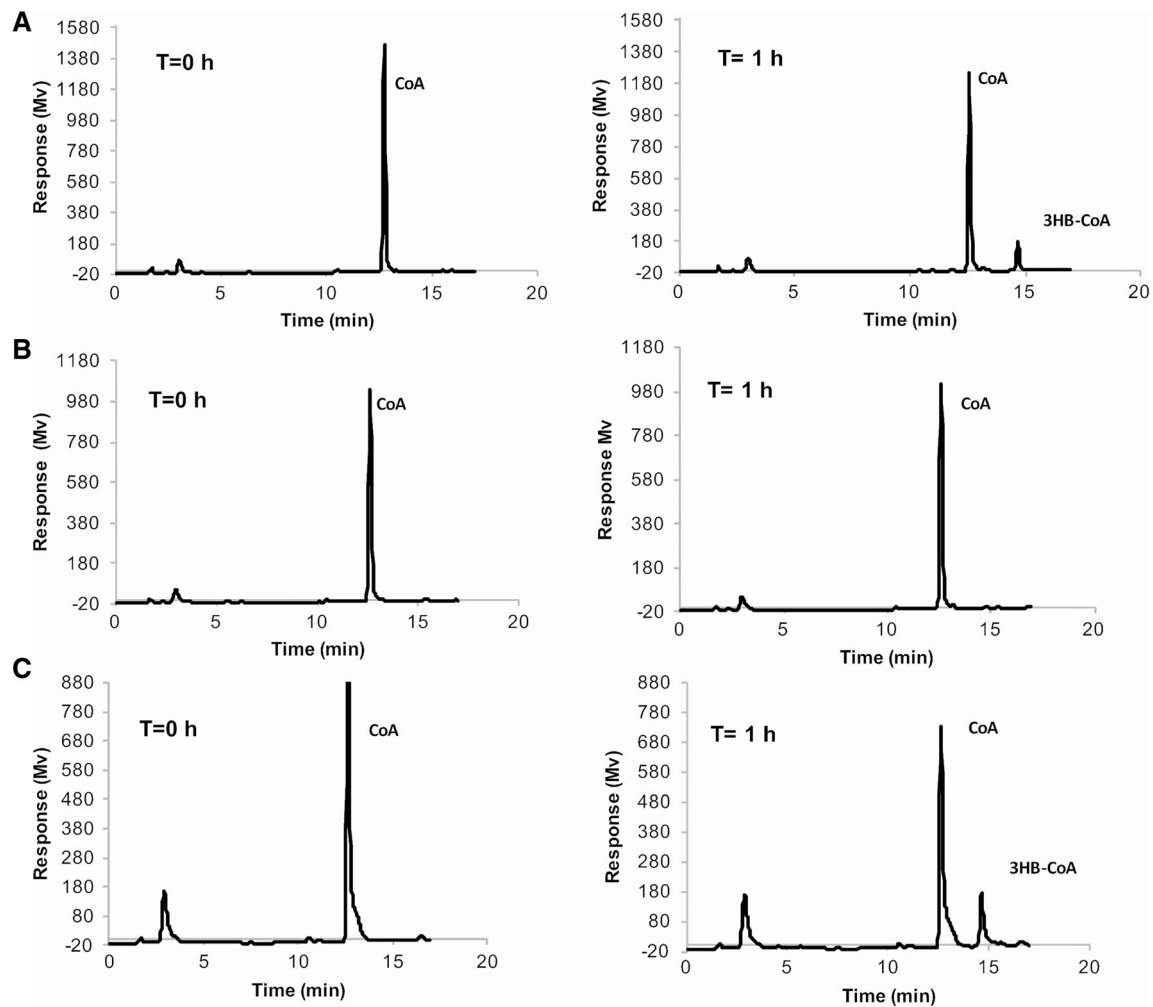 A
T=0 h
CoA
Response (Mv)
1580
1380
1180
980
780
580
380
180
-20
0 5 10 15 20
Time (min)
T= 1 h
CoA
3HB-CoA
Response (Mv)
1580
1380
1180
980
780
580
380
180
-20
0 5 10 15 20
Time (min)
B
T=0 h
CoA
Response (Mv)
1180
980
780
580
380
180
-20
0 5 10 15 20
Time (min)
T= 1 h
CoA
Response Mv
1180
980
780
580
380
180
-20
0 5 10 15 20
Time (min)
C
T=0 h
CoA
Response (Mv)
880
780
680
580
480
380
280
180
80
-20
0 5 10 15 20
Time (min)
T= 1 h
CoA
3HB-CoA
Response (Mv)
880
780
680
580
480
380
280
180
80
-20
0 5 10 15 20
Time (min)